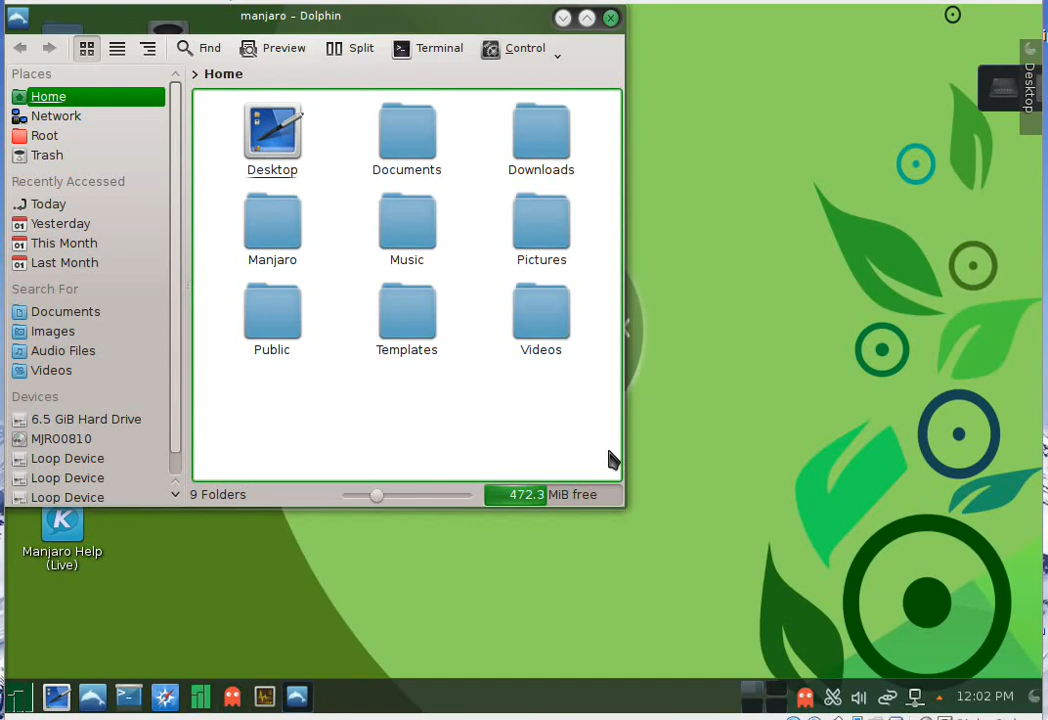 manjaro – Dolphin
Find Preview Split Terminal Control
Places
> Home
Home
Network
Root
Trash
Recently Accessed
Today
Yesterday
This Month
Last Month
Search For
Documents
Images
Audio Files
Videos
Devices
6.5 GiB Hard Drive
MJRO0810
Loop Device
Loop Device
Loop Device
Desktop Documents Downloads
Manjaro Music Pictures
Public Templates Videos
9 Folders
472.3 MiB free
Desktop
Manjaro Help
(Live)
12:02 PM